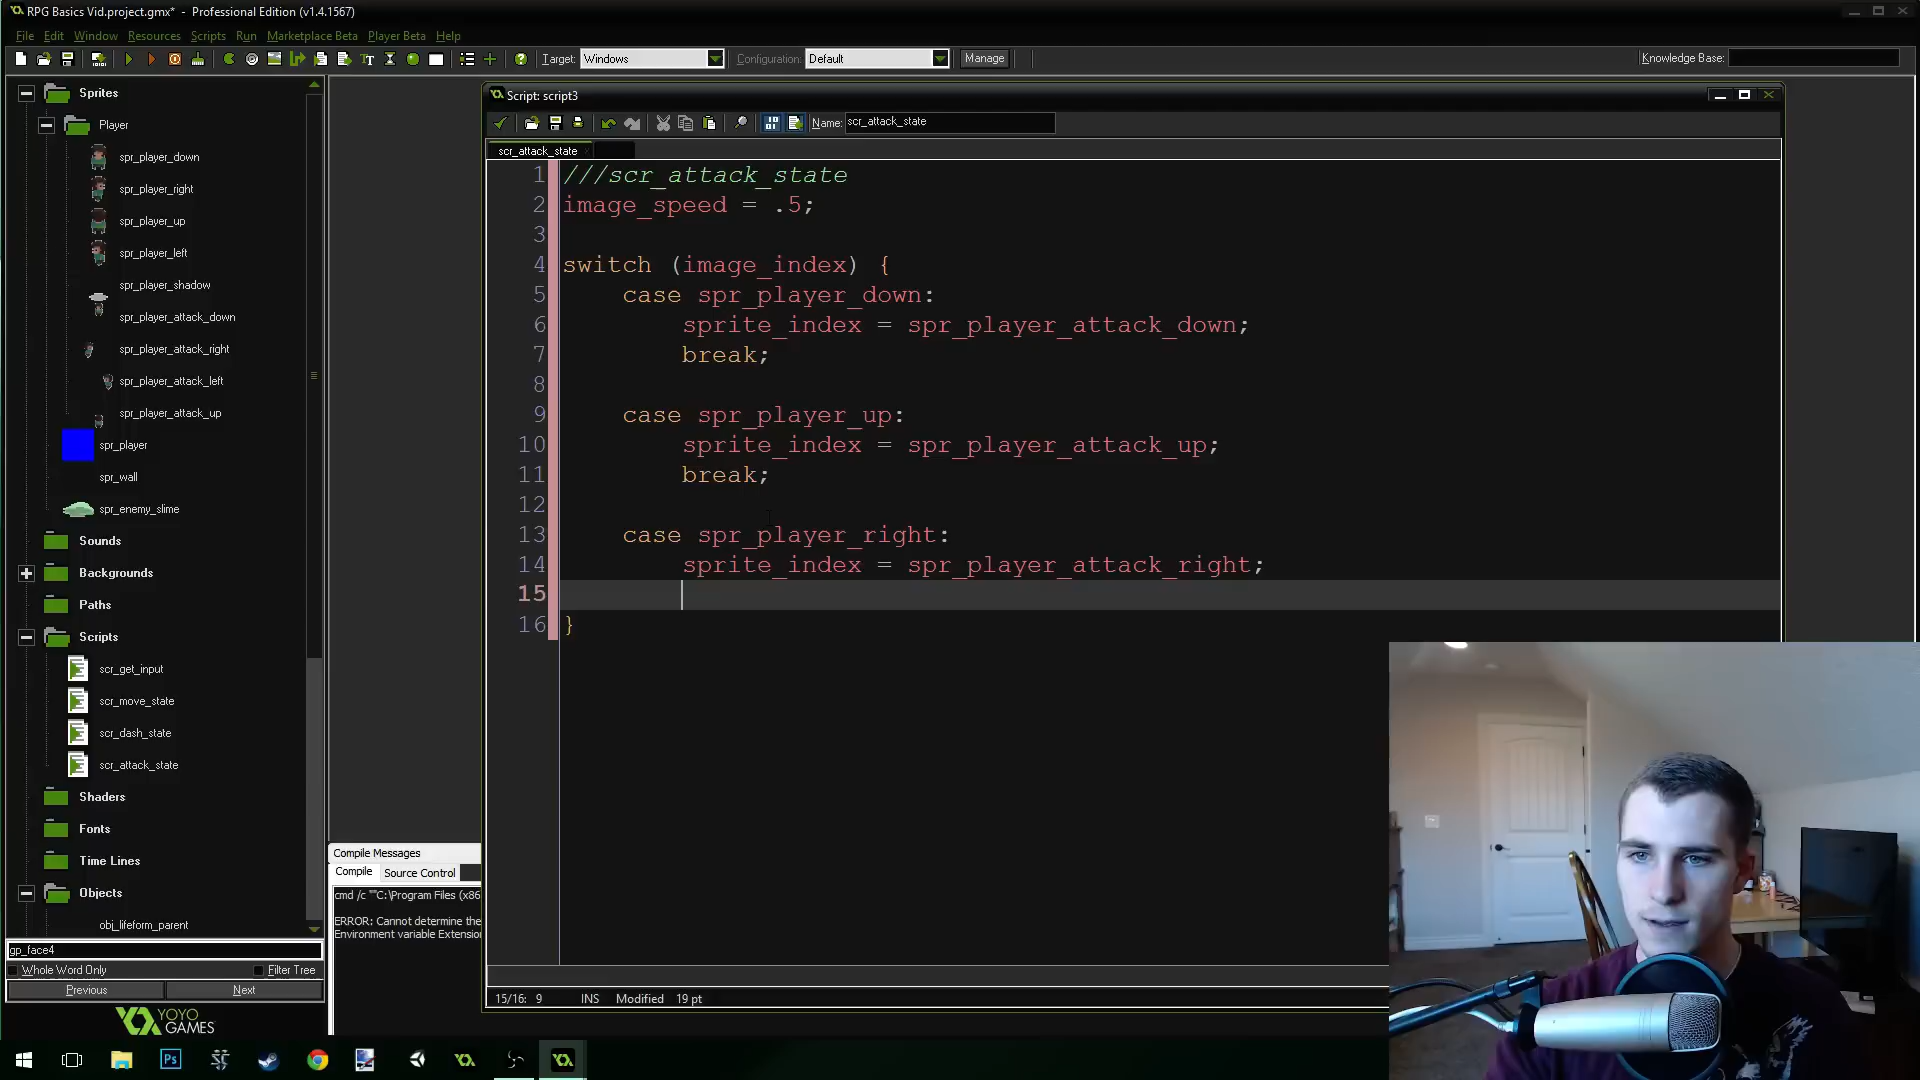 RPG Basics Vid.project.gmx* - Professional Edition (v1.4.1567)
File Edit Window Resources Scripts Run Marketplace Beta Player Beta Help
Target: Windows Configuration: Default Manage Knowledge Base:
Sprites
Player
spr_player_down
spr_player_right
spr_player_up
spr_player_left
spr_player_shadow
spr_player_attack_down
spr_player_attack_right
spr_player_attack_left
spr_player_attack_up
spr_player
spr_wall
spr_enemy_slime
Sounds
Backgrounds
Paths
Scripts
scr_get_input
scr_move_state
scr_dash_state
scr_attack_state
Shaders
Fonts
Time Lines
Objects
obj_lifeform_parent
gp_face4
Whole Word Only Filter Tree
Previous Next
YOYO
GAMES
Compile Messages
Compile Source Control
cmd /c ""C:\Program Files (x86
ERROR: Cannot determine the
Environment variable Extension
Script: script3
Name: scr_attack_state
scr_attack_state
1 ///scr_attack_state
2 image_speed = .5;
3
4 switch (image_index) {
5 case spr_player_down:
6 sprite_index = spr_player_attack_down;
7 break;
8
9 case spr_player_up:
10 sprite_index = spr_player_attack_up;
11 break;
12
13 case spr_player_right:
14 sprite_index = spr_player_attack_right;
15
16 }
15/16: 9 INS Modified 19 pt
Ps